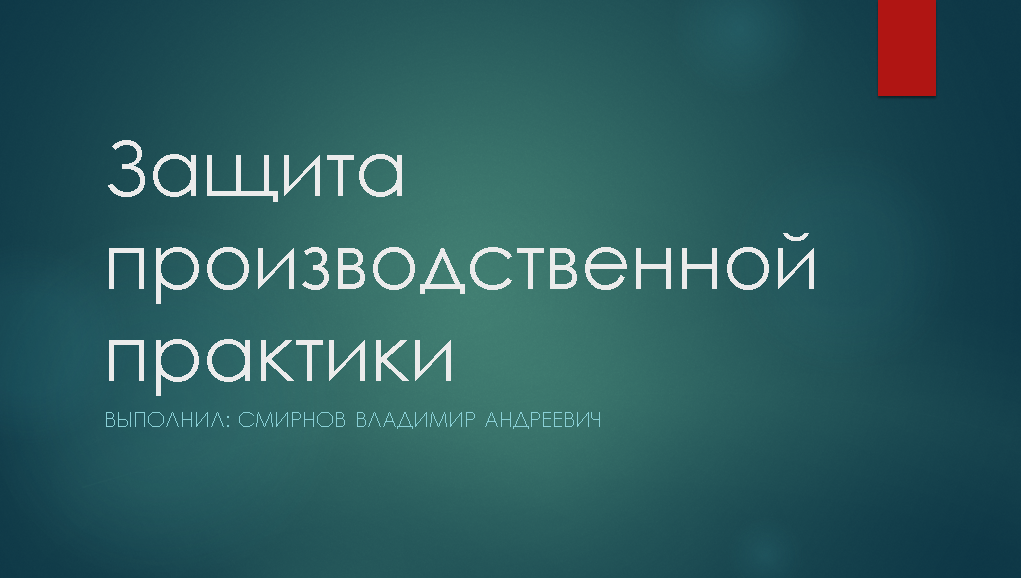 Защита
производственной
практики
ВЫПОЛНИЛ: СМИРНОВ ВЛАДИМИР АНДРЕЕВИЧ